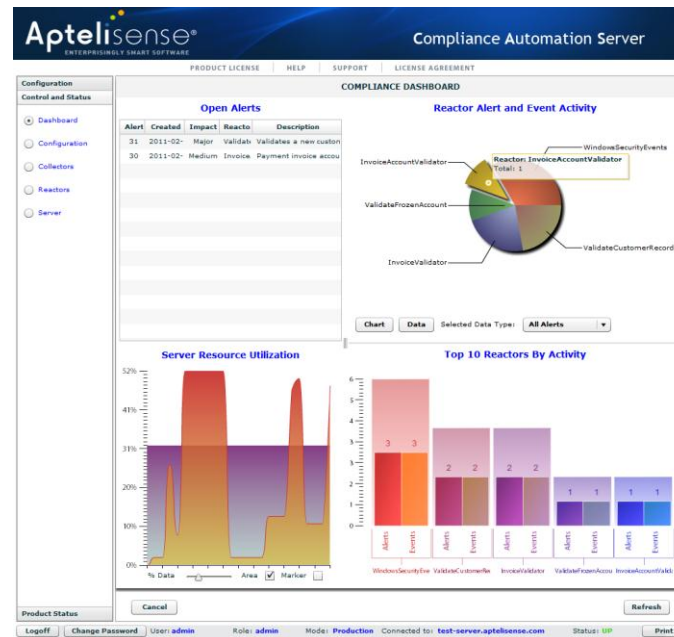 Aptelisense®
ENTERPRISINGLY SMART SOFTWARE
Compliance Automation Server
PRODUCT LICENSE | HELP | SUPPORT | LICENSE AGREEMENT
Configuration
Control and Status
Dashboard
Configuration
Collectors
Reactors
Server
Product Status
COMPLIANCE DASHBOARD
Open Alerts
Alert Created Impact Reacto Description
31 2011-02- Major Validat Validates a new custon
30 2011-02- Medium Invoice Payment invoice accou
Reactor Alert and Event Activity
WindowsSecurityEvents
InvoiceAccountValidator
Reactor: InvoiceAccountValidator
Total: 1
ValidateFrozenAccount
ValidateCustomerRecord
InvoiceValidator
Chart Data Selected Data Type: All Alerts
Server Resource Utilization
52%
41%
31%
20%
10%
0%
% Data Area Marker
Top 10 Reactors By Activity
6
5
4
3
3
2
1
0
3 3 2 2 2 2 1 1 1 1
Alerts Events Alerts Events Alerts Events Alerts Events Alerts Events
WindowsSecurityEve ValidateCustomerRe InvoiceValidator ValidateFrozenAccou InvoiceAccountValid
Cancel Refresh
Logoff Change Password User: admin Role: admin Mode: Production Connected to: test-server.aptelisense.com Status: UP Print